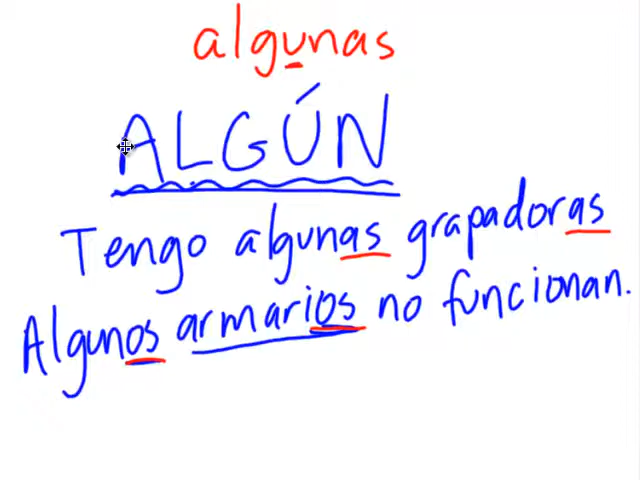 algunas
ALGÚN
Tengo algunas grapadoras
Algunos armarios no funcionan.